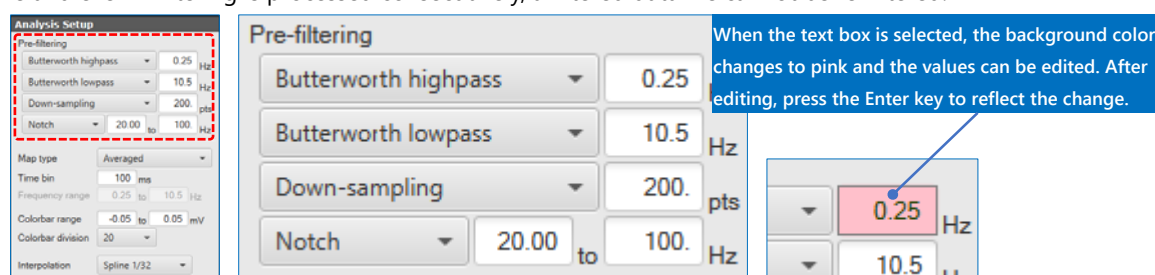 Analysis Setup
Pre-filtering
Butterworth highpass 0.25 Hz
Butterworth lowpass 10.5 Hz
Down-sampling 200. pts
Notch 20.00 to 100. Hz
Map type Averaged
Time bin 100 ms
Frequency range 0.25 to 10.5 Hz
Colorbar range -0.05 to 0.05 mV
Colorbar division 20
Interpolation Spline 1/32
Pre-filtering
Butterworth highpass 0.25
Butterworth lowpass 10.5 Hz
Down-sampling 200. pts
Notch 20.00 to 100. Hz
When the text box is selected, the background color
changes to pink and the values can be edited. After
editing, press the Enter key to reflect the change.
0.25 Hz
10.5